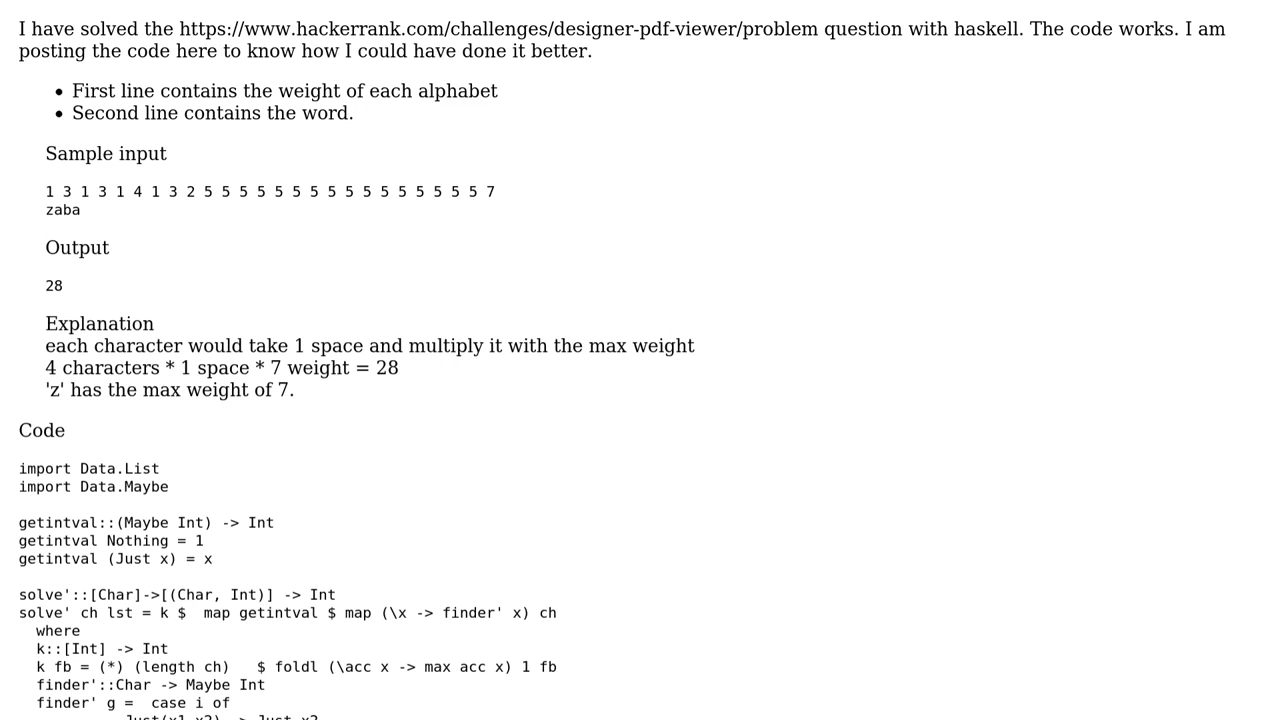 I have solved the https://www.hackerrank.com/challenges/designer-pdf-viewer/problem question with haskell. The code works. I am
posting the code here to know how I could have done it better.
• First line contains the weight of each alphabet
• Second line contains the word.
Sample input
1 3 1 3 1 4 1 3 2 5 5 5 5 5 5 5 5 5 5 5 5 5 5 5 5 7
zaba
Output
28
Explanation
each character would take 1 space and multiply it with the max weight
4 characters * 1 space * 7 weight = 28
'z' has the max weight of 7.
Code
import Data.List
import Data.Maybe
getintval::(Maybe Int) -> Int
getintval Nothing = 1
getintval (Just x) = x
solve'::[Char]->[(Char, Int)] -> Int
solve' ch lst = k $  map getintval $ map (\x -> finder' x) ch
  where
  k::[Int] -> Int
  k fb = (*) (length ch)   $ foldl (\acc x -> max acc x) 1 fb
  finder'::Char -> Maybe Int
  finder' g =  case i of
            Just(x1,x2) -> Just x2